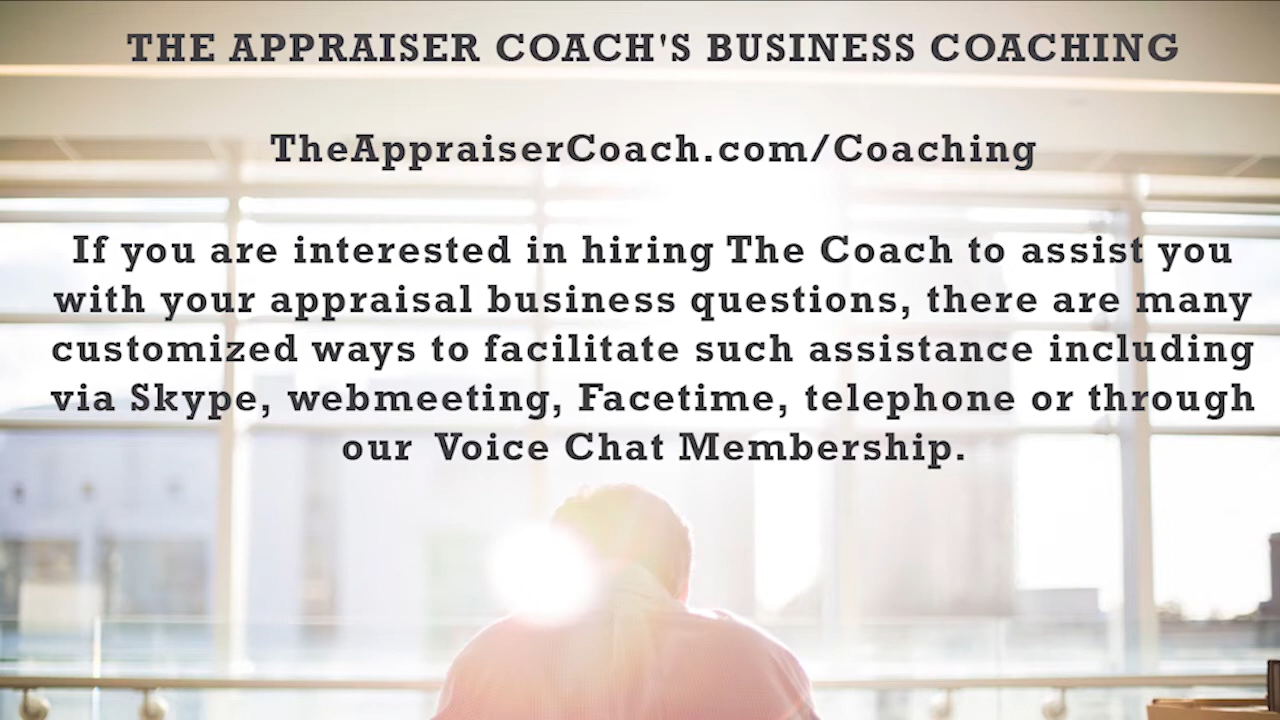 THE APPRAISER COACH'S BUSINESS COACHING
TheAppraiserCoach.com/Coaching
If you are interested in hiring The Coach to assist you
with your appraisal business questions, there are many
customized ways to facilitate such assistance including
via Skype, webmeeting, Facetime, telephone or through
our  Voice Chat Membership.